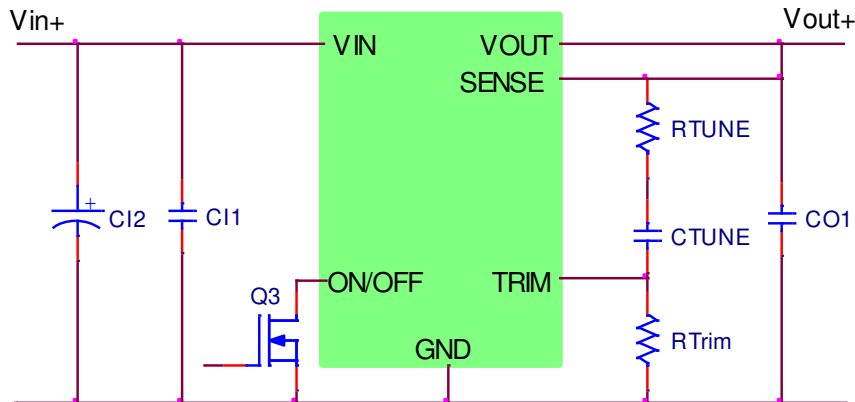 Vin+
Vout+
VIN
VOUT
SENSE
RTUNE
+
CI2
CI1
CTUNE
CO1
ON/OFF
TRIM
Q3
RTrim
GND